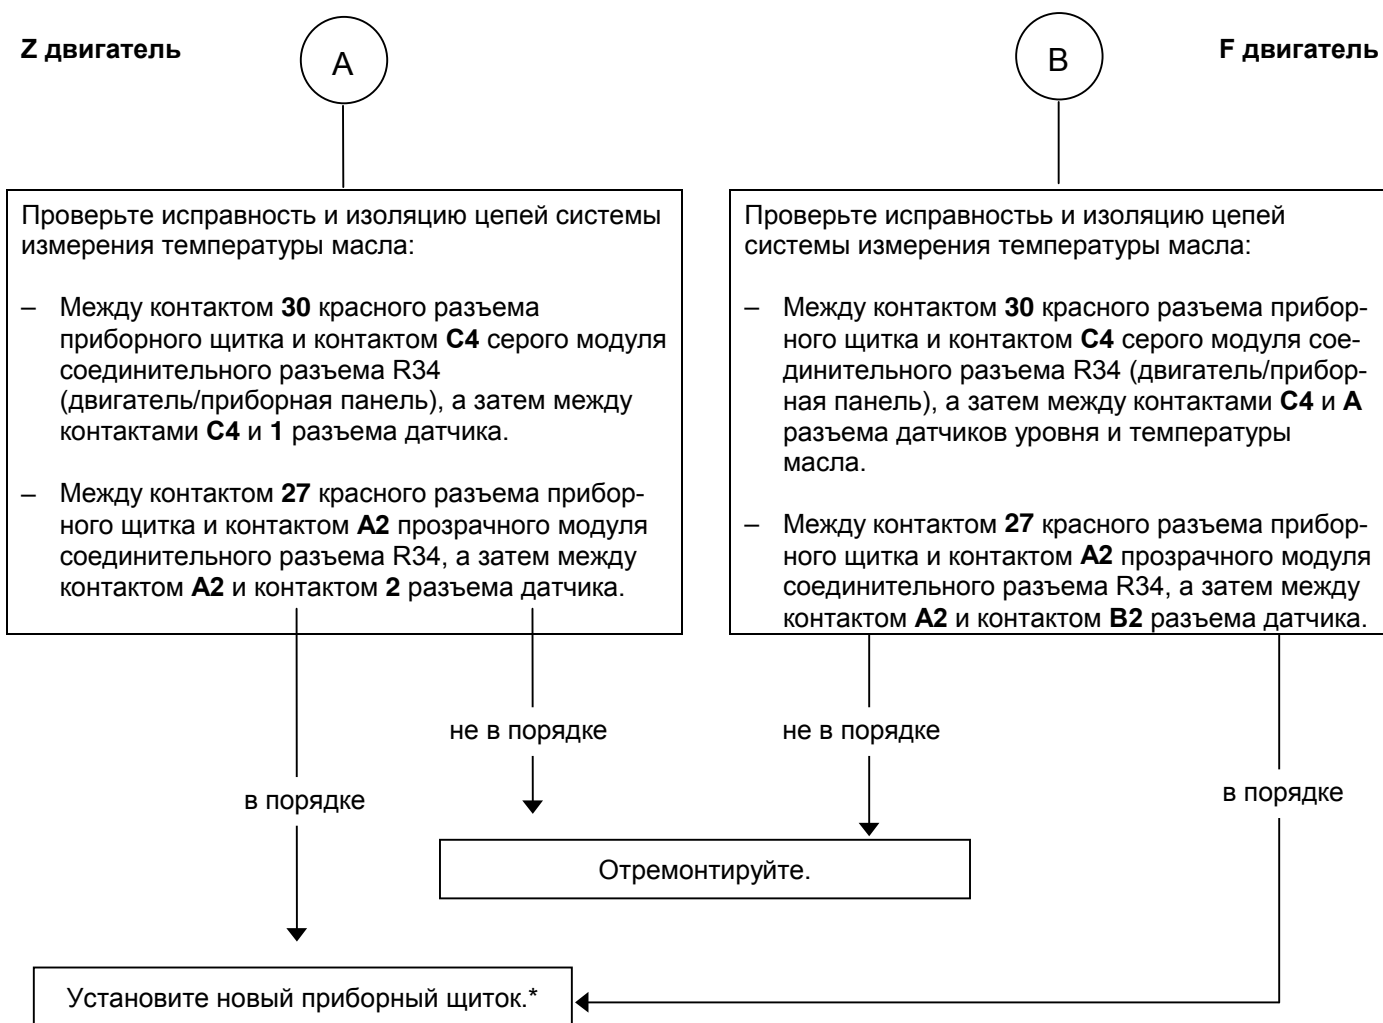 Z двигатель
A
B
F двигатель
Проверьте исправность и изоляцию цепей системы
измерения температуры масла:
– Между контактом 30 красного разъема
приборного щитка и контактом C4 серого модуля
соединительного разъема R34
(двигатель/приборная панель), а затем между
контактами C4 и 1 разъема датчика.
– Между контактом 27 красного разъема прибор-
ного щитка и контактом A2 прозрачного модуля
соединительного разъема R34, а затем между
контактом A2 и контактом 2 разъема датчика.
Проверьте исправностьь и изоляцию цепей
системы измерения температуры масла:
– Между контактом 30 красного разъема прибор-
ного щитка и контактом C4 серого модуля сое-
динительного разъема R34 (двигатель/прибор-
ная панель), а затем между контактами C4 и A
разъема датчиков уровня и температуры
масла.
– Между контактом 27 красного разъема прибор-
ного щитка и контактом A2 прозрачного модуля
соединительного разъема R34, а затем между
контактом A2 и контактом B2 разъема датчика.
не в порядке
не в порядке
в порядке
в порядке
Отремонтируйте.
Установите новый приборный щиток.*